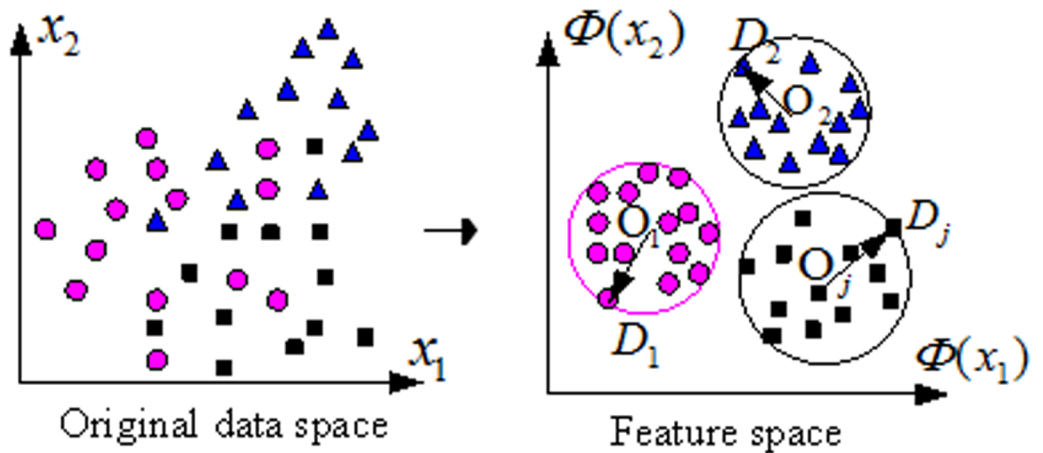 x₂
x₁
Original data space
Φ(x₂)
D₂
O₂
O₁
D₁
Dⱼ
Oⱼ
Φ(x₁)
Feature space